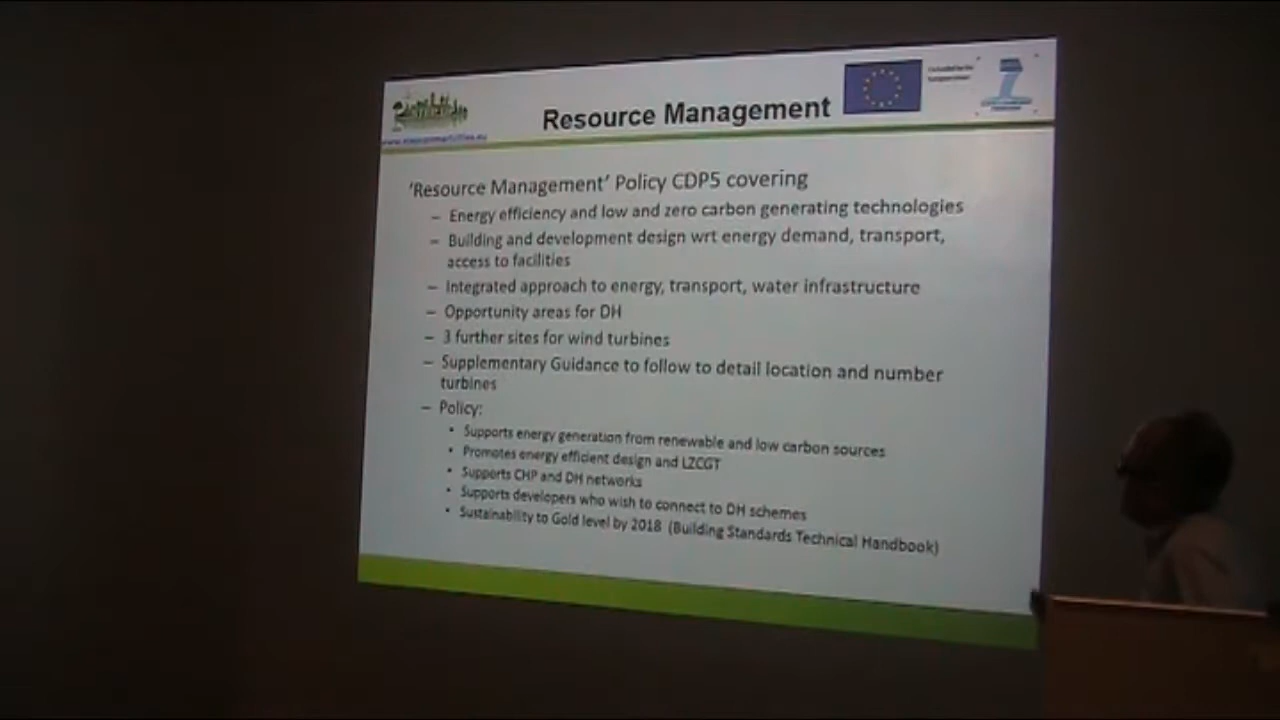 Resource Management
'Resource Management' Policy CDP5 covering
– Energy efficiency and low and zero carbon generating technologies
– Building and development design wrt energy demand, transport,
access to facilities
– Integrated approach to energy, transport, water infrastructure
– Opportunity areas for DH
– 3 further sites for wind turbines
– Supplementary Guidance to follow to detail location and number
turbines
– Policy:
• Supports energy generation from renewable and low carbon sources
• Promotes energy efficient design and LZCGT
• Supports CHP and DH networks
• Supports developers who wish to connect to DH schemes
• Sustainability to Gold level by 2018 (Building Standards Technical Handbook)